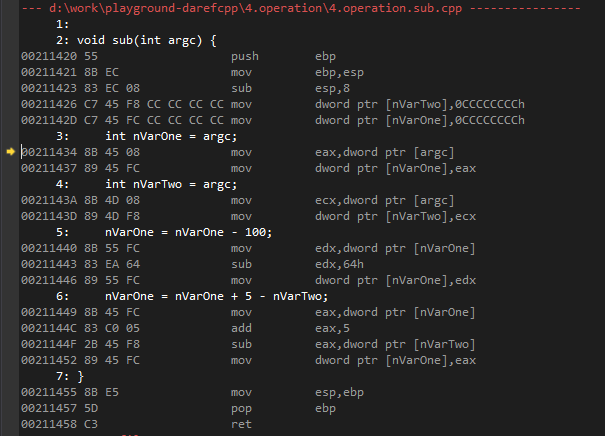 --- d:\work\playground-darefcpp\4.operation\4.operation.sub.cpp ----------------
1:
2: void sub(int argc) {
00211420 55 push ebp
00211421 8B EC mov ebp,esp
00211423 83 EC 08 sub esp,8
00211426 C7 45 F8 CC CC CC CC mov dword ptr [nVarTwo],0CCCCCCCCh
0021142D C7 45 FC CC CC CC CC mov dword ptr [nVarOne],0CCCCCCCCh
3: int nVarOne = argc;
00211434 8B 45 08 mov eax,dword ptr [argc]
00211437 89 45 FC mov dword ptr [nVarOne],eax
4: int nVarTwo = argc;
0021143A 8B 4D 08 mov ecx,dword ptr [argc]
0021143D 89 4D F8 mov dword ptr [nVarTwo],ecx
5: nVarOne = nVarOne - 100;
00211440 8B 55 FC mov edx,dword ptr [nVarOne]
00211443 83 EA 64 sub edx,64h
00211446 89 55 FC mov dword ptr [nVarOne],edx
6: nVarOne = nVarOne + 5 - nVarTwo;
00211449 8B 45 FC mov eax,dword ptr [nVarOne]
0021144C 83 C0 05 add eax,5
0021144F 2B 45 F8 sub eax,dword ptr [nVarTwo]
00211452 89 45 FC mov dword ptr [nVarOne],eax
7: }
00211455 8B E5 mov esp,ebp
00211457 5D pop ebp
00211458 C3 ret